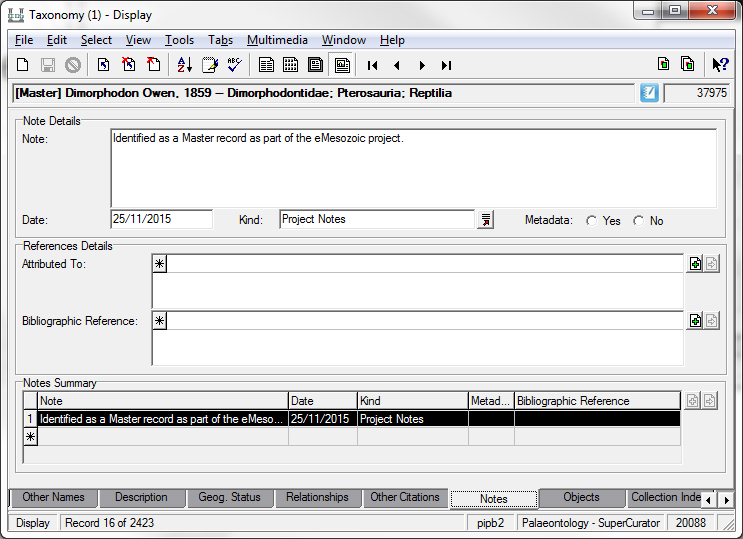 Taxonomy (1) - Display
File Edit Select View Tools Tabs Multimedia Window Help
[Master] Dimorphodon Owen, 1859 -- Dimorphodontidae; Pterosauria; Reptilia 37975
Note Details
Note: Identified as a Master record as part of the eMesozoic project.
Date: 25/11/2015 Kind: Project Notes Metadata: Yes No
References Details
Attributed To:
Bibliographic Reference:
Notes Summary
Note Date Kind Metad... Bibliographic Reference
1 Identified as a Master record as part of the eMeso... 25/11/2015 Project Notes
Other Names Description Geog. Status Relationships Other Citations Notes Objects Collection Inde
Display Record 16 of 2423 pipb2 Palaeontology - SuperCurator 20088